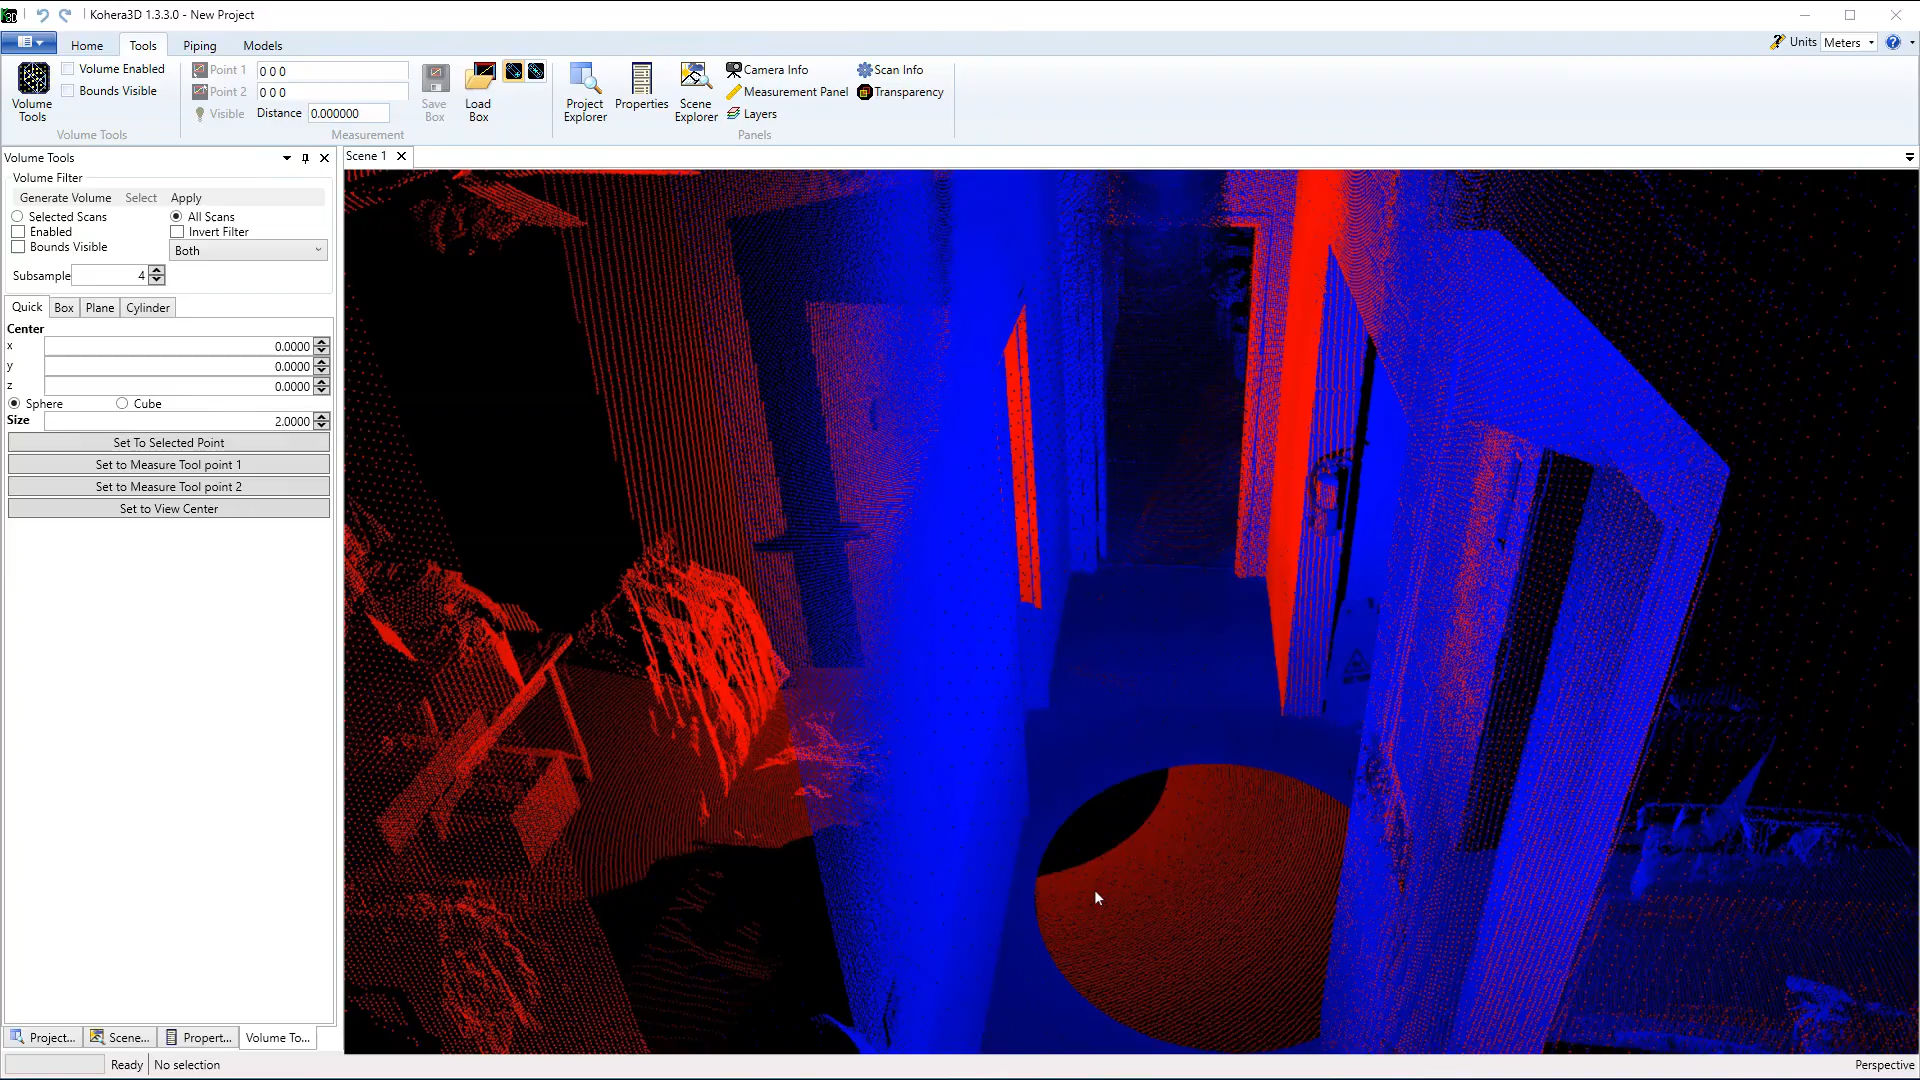 Kohera3D 1.3.3.0 - New Project
Home Tools Piping Models
Units Meters
Volume Tools
Volume Enabled
Bounds Visible
Volume Tools
Point 1 0 0 0
Point 2 0 0 0
Visible Distance 0.000000
Save Box
Load Box
Measurement
Project Explorer
Properties
Scene Explorer
Camera Info
Measurement Panel
Layers
Scan Info
Transparency
Panels
Volume Tools
Scene 1
Volume Filter
Generate Volume Select Apply
Selected Scans All Scans
Enabled Invert Filter
Bounds Visible Both
Subsample 4
Quick Box Plane Cylinder
Center
x 0.0000
y 0.0000
z 0.0000
Sphere Cube
Size 2.0000
Set To Selected Point
Set to Measure Tool point 1
Set to Measure Tool point 2
Set to View Center
Project... Scene... Propert... Volume To...
Ready No selection Perspective